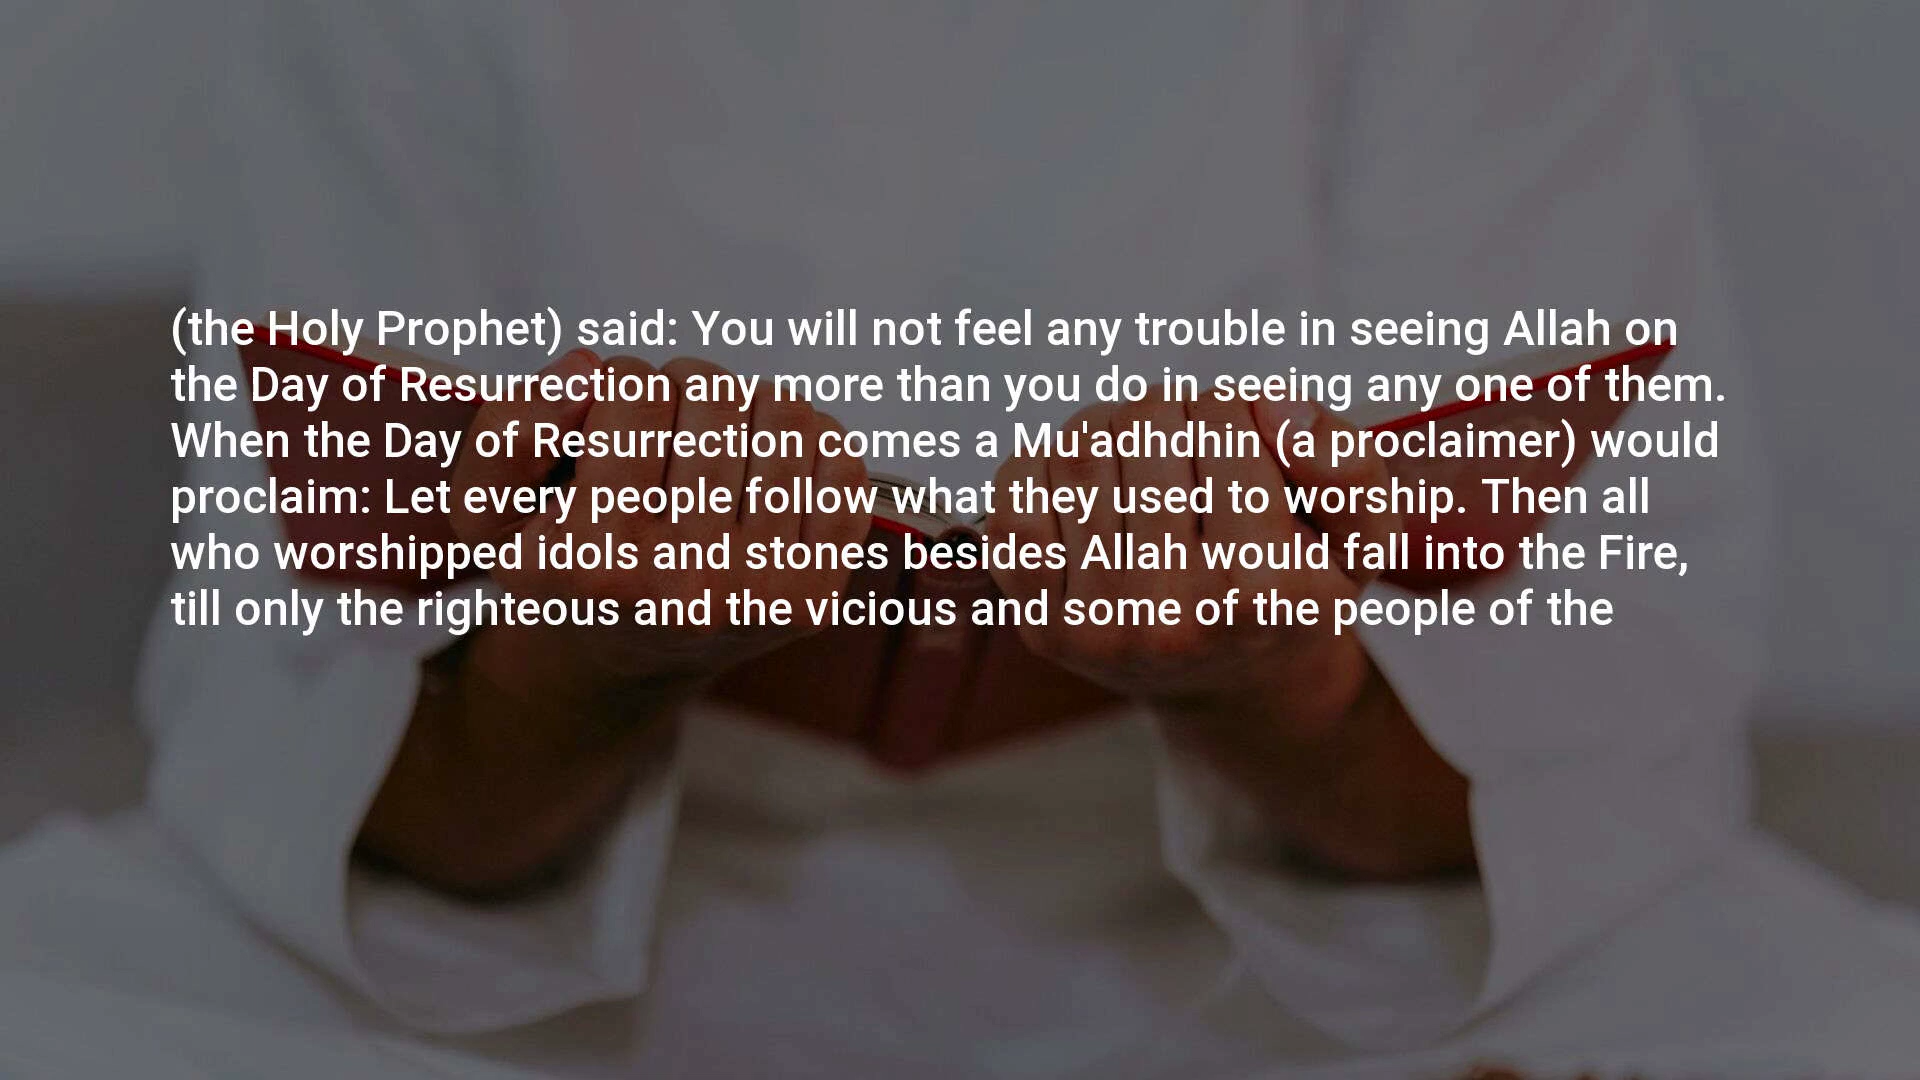 (the Holy Prophet) said: You will not feel any trouble in seeing Allah on
the Day of Resurrection any more than you do in seeing any one of them.
When the Day of Resurrection comes a Mu'adhdhin (a proclaimer) would
proclaim: Let every people follow what they used to worship. Then all
who worshipped idols and stones besides Allah would fall into the Fire,
till only the righteous and the vicious and some of the people of the